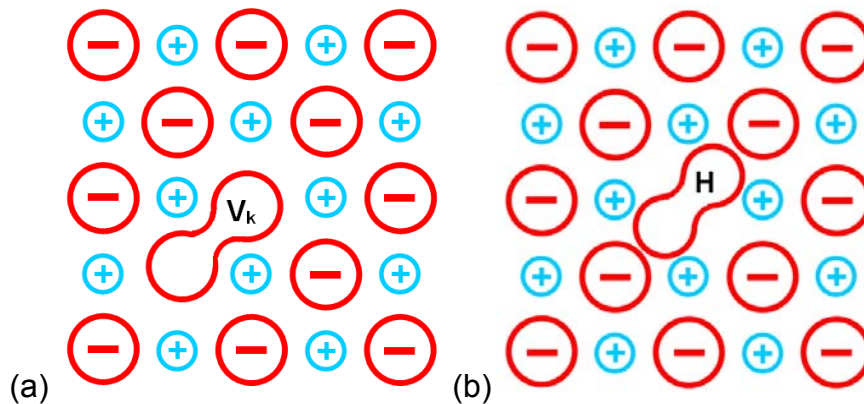 − + − + −
+ − + − +
− + Vₖ + −
+ + − +
− + − + −
(a)
− + − + −
+ − + − +
− + H + −
+ − + − +
− + − + −
(b)